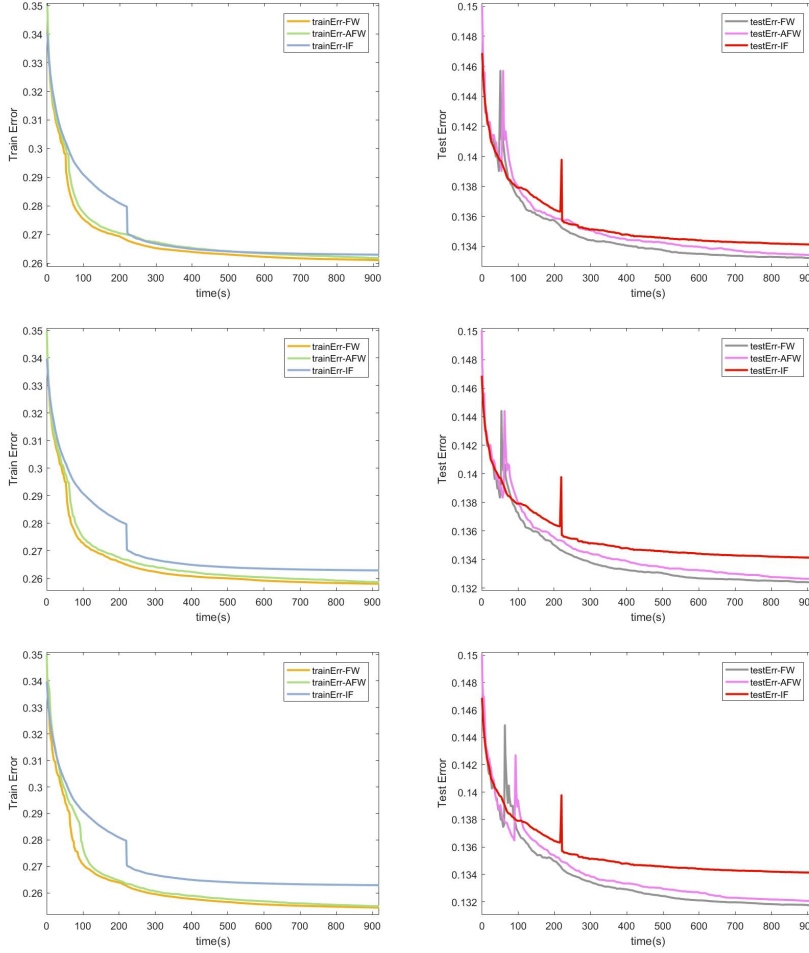 0.35
0.34
0.33
0.32
0.31
0.3
0.29
0.28
0.27
0.26
Train Error
0 100 200 300 400 500 600 700 800 900
time(s)
trainErr-FW
trainErr-AFW
trainErr-IF
0.15
0.148
0.146
0.144
0.142
0.14
0.138
0.136
0.134
Test Error
0 100 200 300 400 500 600 700 800 90
time(s)
testErr-FW
testErr-AFW
testErr-IF
0.35
0.34
0.33
0.32
0.31
0.3
0.29
0.28
0.27
0.26
Train Error
0 100 200 300 400 500 600 700 800 900
time(s)
trainErr-FW
trainErr-AFW
trainErr-IF
0.15
0.148
0.146
0.144
0.142
0.14
0.138
0.136
0.134
0.132
Test Error
0 100 200 300 400 500 600 700 800 90
time(s)
testErr-FW
testErr-AFW
testErr-IF
0.35
0.34
0.33
0.32
0.31
0.3
0.29
0.28
0.27
0.26
Train Error
0 100 200 300 400 500 600 700 800 900
time(s)
trainErr-FW
trainErr-AFW
trainErr-IF
0.15
0.148
0.146
0.144
0.142
0.14
0.138
0.136
0.134
0.132
Test Error
0 100 200 300 400 500 600 700 800 90
time(s)
testErr-FW
testErr-AFW
testErr-IF